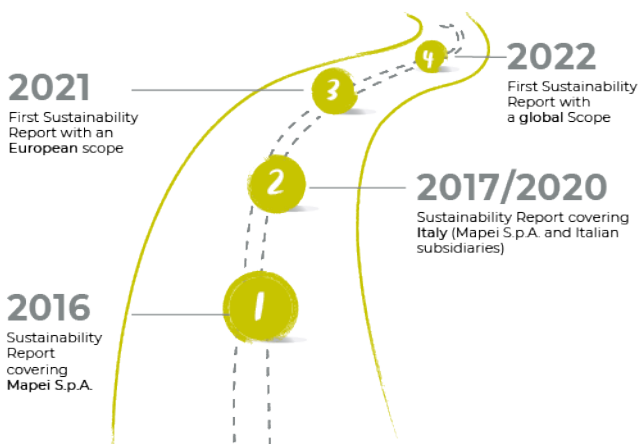 4
2022
First Sustainability
Report with
a global Scope
3
2021
First Sustainability
Report with an
European scope
2
2017/2020
Sustainability Report covering
Italy (Mapei S.p.A. and Italian
subsidiaries)
1
2016
Sustainability
Report
covering
Mapei S.p.A.